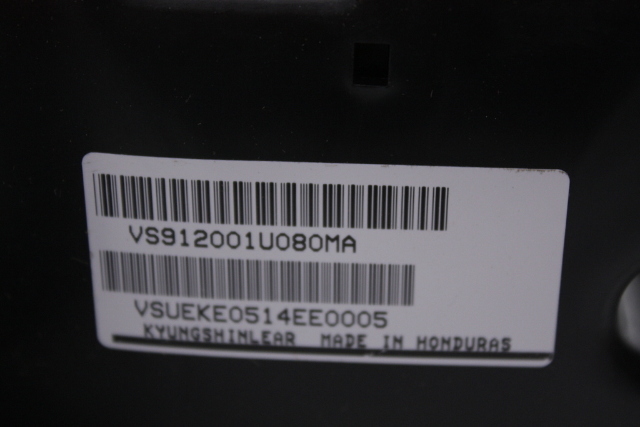 VS912001U080MA
VSUEKE0514EE0005
KYUNGSHINLEAR MADE IN HONDURAS